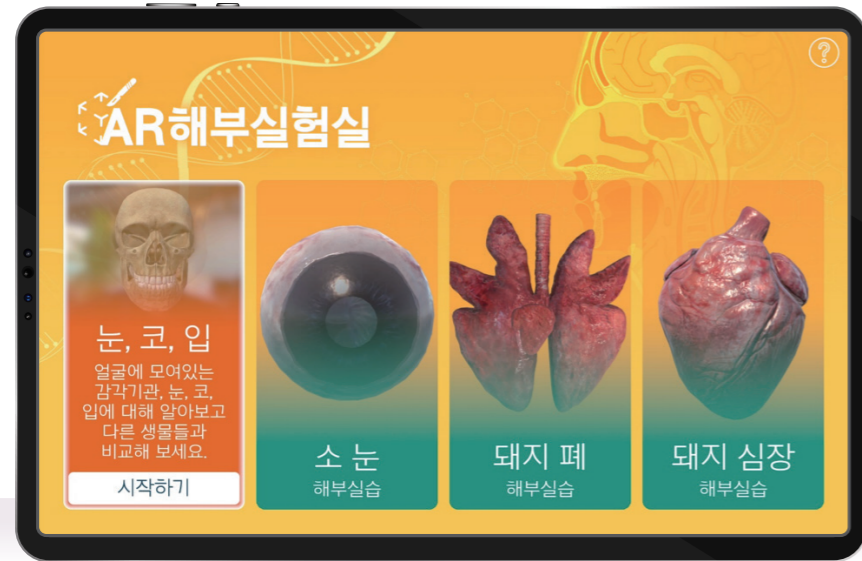 ?
AR해부실험실
눈, 코, 입
얼굴에 모여있는
감각기관, 눈, 코,
입에 대해 알아보고
다른 생물들과
비교해 보세요.
시작하기
소 눈
해부실습
돼지 폐
해부실습
돼지 심장
해부실습